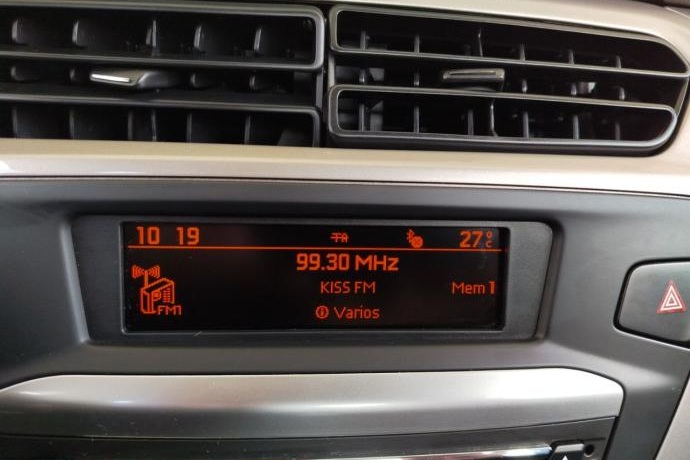 10 19 TA 27°C
99.30 MHz
KISS FM Mem 1
FM1
Varios